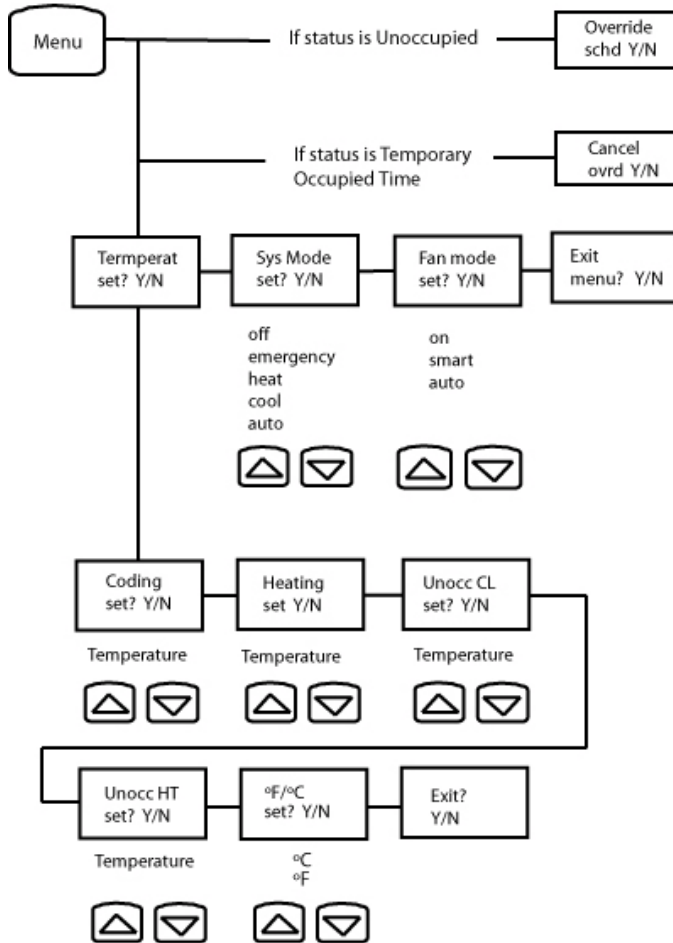 Menu
If status is Unoccupied
Override
schd Y/N
If status is Temporary
Occupied Time
Cancel
ovrd Y/N
Termperat
set? Y/N
Sys Mode
set? Y/N
Fan mode
set? Y/N
Exit
menu? Y/N
off
emergency
heat
cool
auto
on
smart
auto
Coding
set? Y/N
Heating
set Y/N
Unocc CL
set? Y/N
Temperature
Temperature
Temperature
Unocc HT
set? Y/N
ºF/ºC
set? Y/N
Exit?
Y/N
Temperature
ºC
ºF